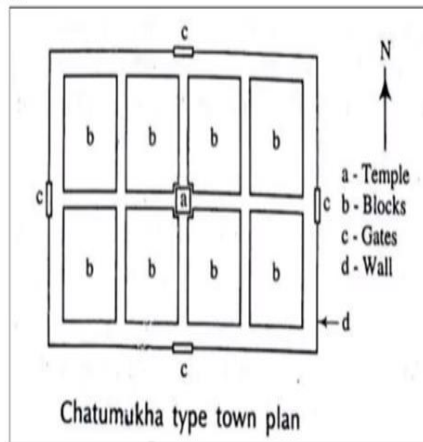 c
N
b b b b
a - Temple
c a c
b - Blocks
c - Gates
d - Wall
b b b b
d
c
Chatumukha type town plan